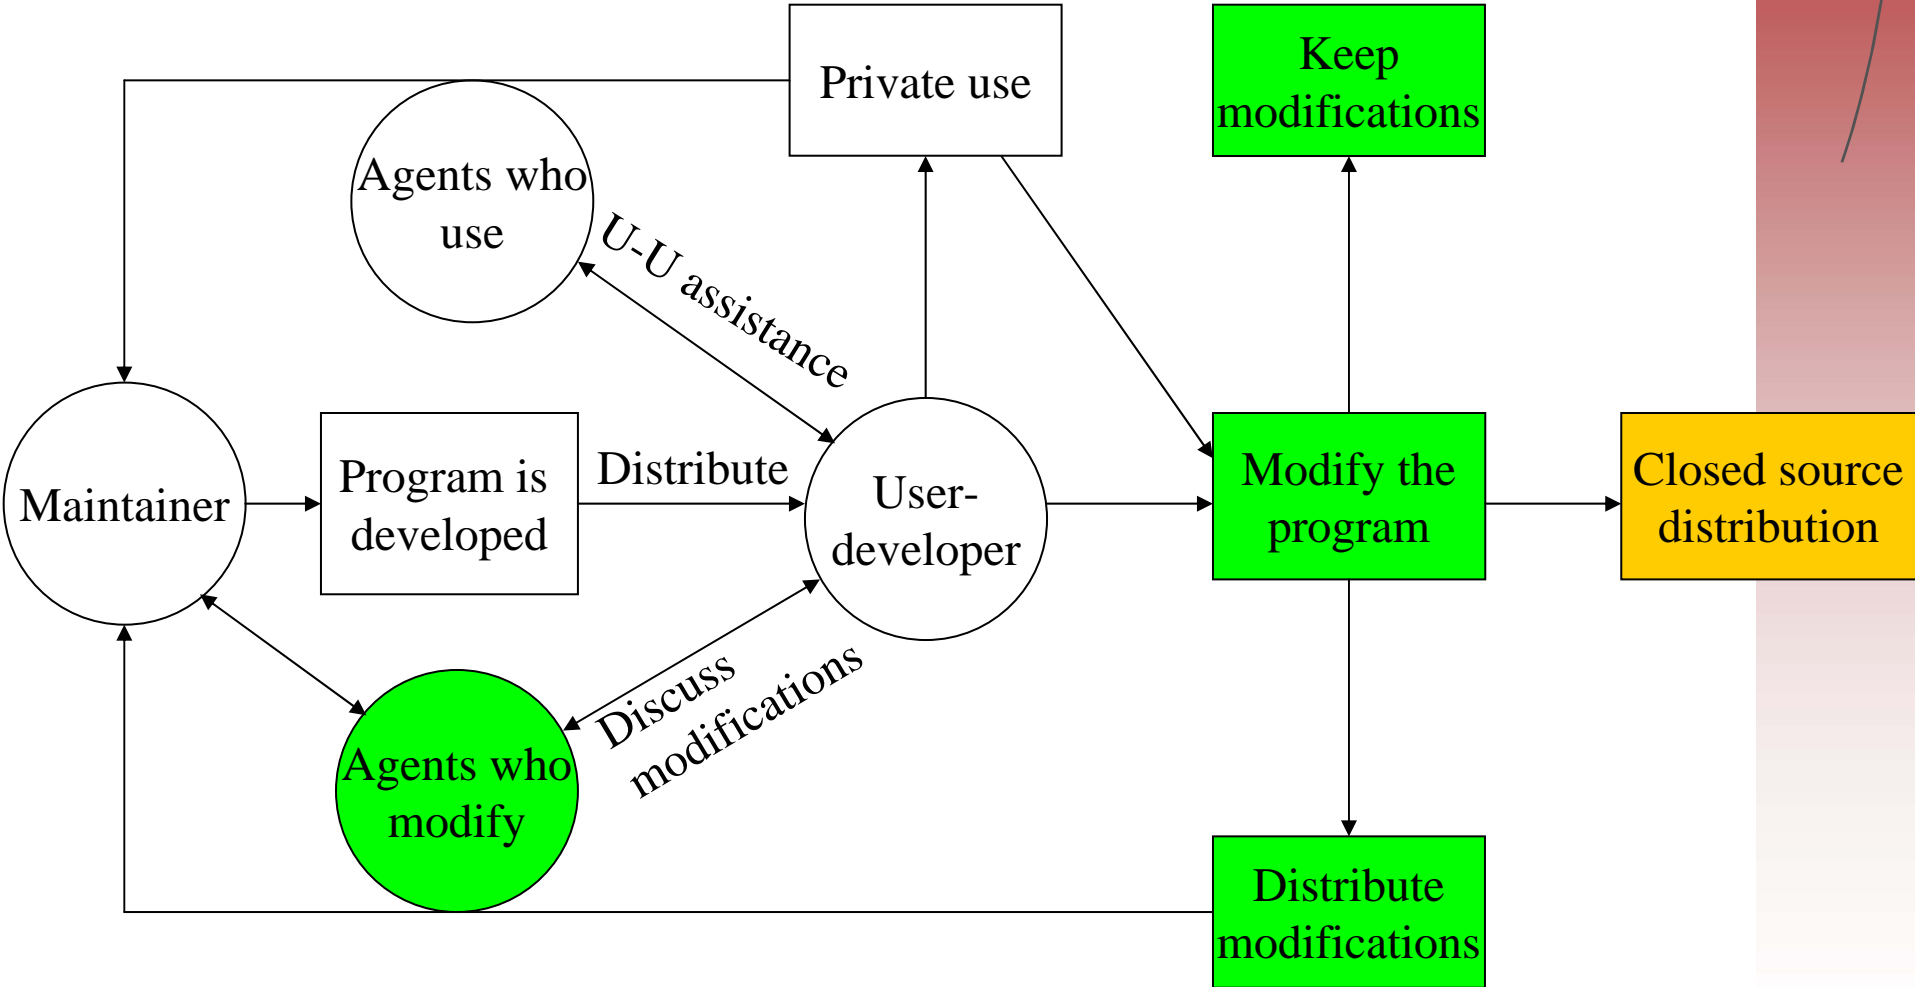 Private use
Keep
modifications
Agents who
use
U-U assistance
Maintainer
Program is
developed
Distribute
User-
developer
Modify the
program
Closed source
distribution
Discuss
modifications
Agents who
modify
Distribute
modifications